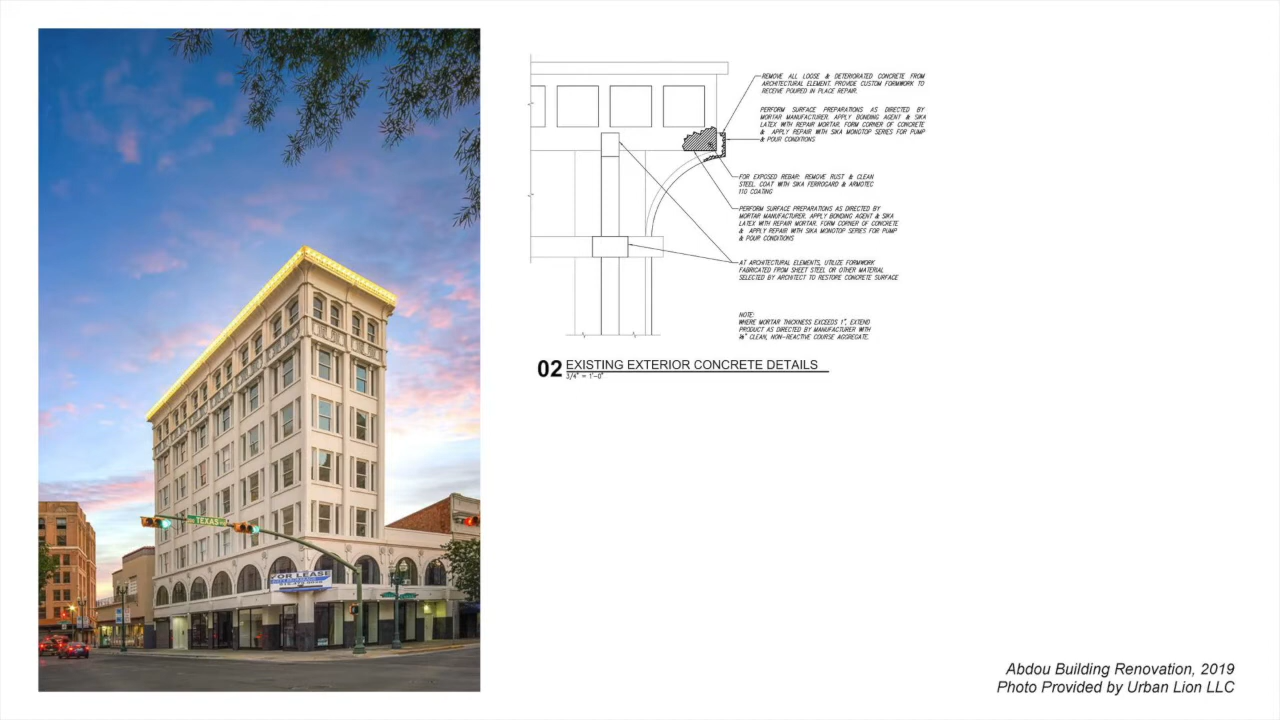 TEXAS
FOR LEASE
REMOVE ALL LOOSE & DETERIORATED CONCRETE FROM
ARCHITECTURAL ELEMENT. PROVIDE CUSTOM FORMWORK TO
RECEIVE POURED IN PLACE REPAIR.
PERFORM SURFACE PREPARATIONS AS DIRECTED BY
MORTAR MANUFACTURER. APPLY BONDING AGENT & SIKA
LATEX WITH REPAIR MORTAR. FORM CORNER OF CONCRETE
& APPLY REPAIR WITH SIKA MONOTOP SERIES FOR PUMP
& POUR CONDITIONS
FOR EXPOSED REBAR: REMOVE RUST & CLEAN
STEEL. COAT WITH SIKA FERROGARD & ARMOTEC
110 COATING
PERFORM SURFACE PREPARATIONS AS DIRECTED BY
MORTAR MANUFACTURER. APPLY BONDING AGENT & SIKA
LATEX WITH REPAIR MORTAR. FORM CORNER OF CONCRETE
& APPLY REPAIR WITH SIKA MONOTOP SERIES FOR PUMP
& POUR CONDITIONS
AT ARCHITECTURAL ELEMENTS, UTILIZE FORMWORK
FABRICATED FROM SHEET STEEL OR OTHER MATERIAL
SELECTED BY ARCHITECT TO RESTORE CONCRETE SURFACE
NOTE:
WHERE MORTAR THICKNESS EXCEEDS 1", EXTEND
PRODUCT AS DIRECTED BY MANUFACTURER WITH
⅜" CLEAN, NON-REACTIVE COURSE AGGREGATE.
02 EXISTING EXTERIOR CONCRETE DETAILS
3/4" = 1'-0"
Abdou Building Renovation, 2019
Photo Provided by Urban Lion LLC